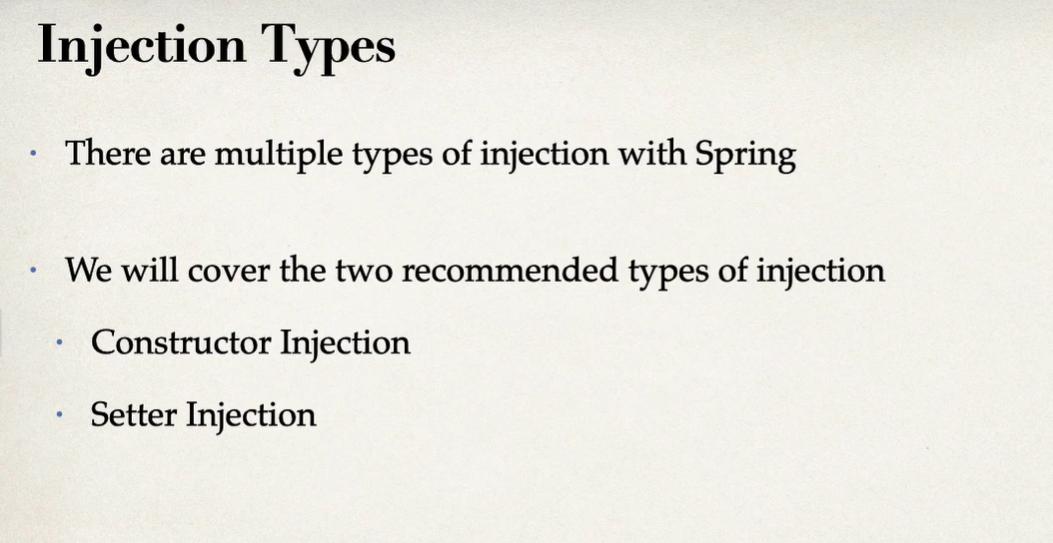 Injection Types
• There are multiple types of injection with Spring
• We will cover the two recommended types of injection
• Constructor Injection
• Setter Injection